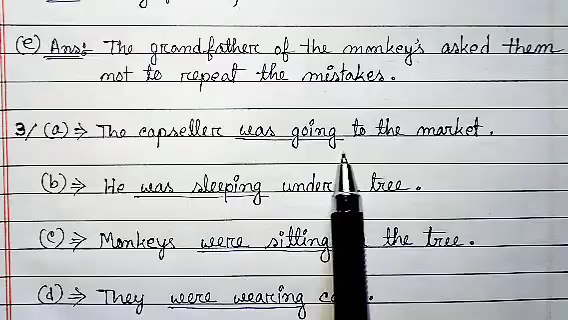 (e) Ans: The grandfather of the monkey's asked them
not to repeat the mistakes.
3/ (a) ⇒ The capseller was going to the market.
(b) ⇒ He was sleeping under tree.
(c) ⇒ Monkeys were sitting the tree.
(d) ⇒ They were wearing